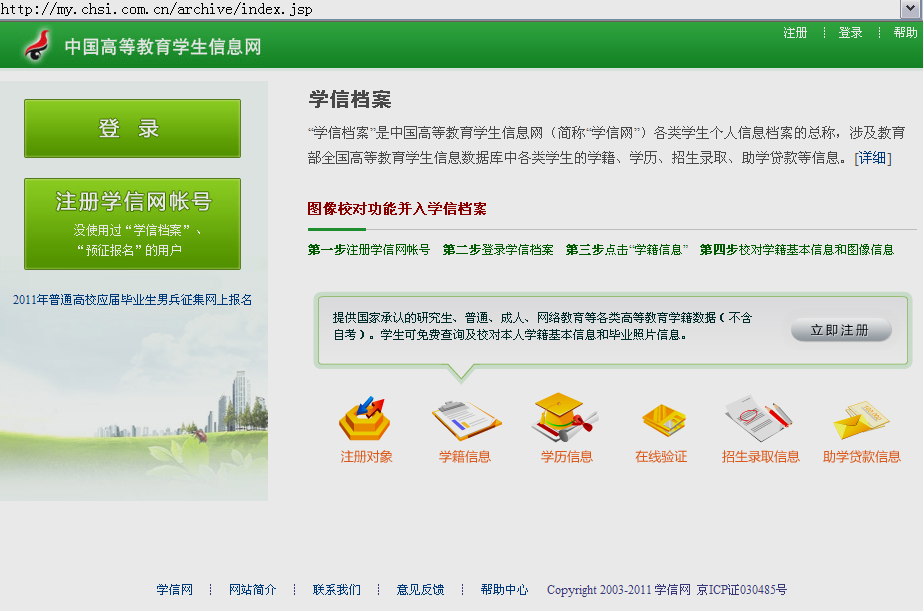 http://my.chsi.com.cn/archive/index.jsp
中国高等教育学生信息网
注册 ┊ 登录 ┊ 帮助
登 录
注册学信网帐号
没使用过“学信档案”、
“预征报名”的用户
2011年普通高校应届毕业生男兵征集网上报名
学信档案
“学信档案”是中国高等教育学生信息网（简称“学信网”）各类学生个人信息档案的总称，涉及教育
部全国高等教育学生信息数据库中各类学生的学籍、学历、招生录取、助学贷款等信息。[详细]
图像校对功能并入学信档案
第一步注册学信网帐号 第二步登录学信档案 第三步点击“学籍信息” 第四步校对学籍基本信息和图像信息
提供国家承认的研究生、普通、成人、网络教育等各类高等教育学籍数据（不含
自考）。学生可免费查询及校对本人学籍基本信息和毕业照片信息。
立即注册
注册对象 学籍信息 学历信息 在线验证 招生录取信息 助学贷款信息
学信网 ┊ 网站简介 ┊ 联系我们 ┊ 意见反馈 ┊ 帮助中心 Copyright 2003-2011 学信网 京ICP证030485号